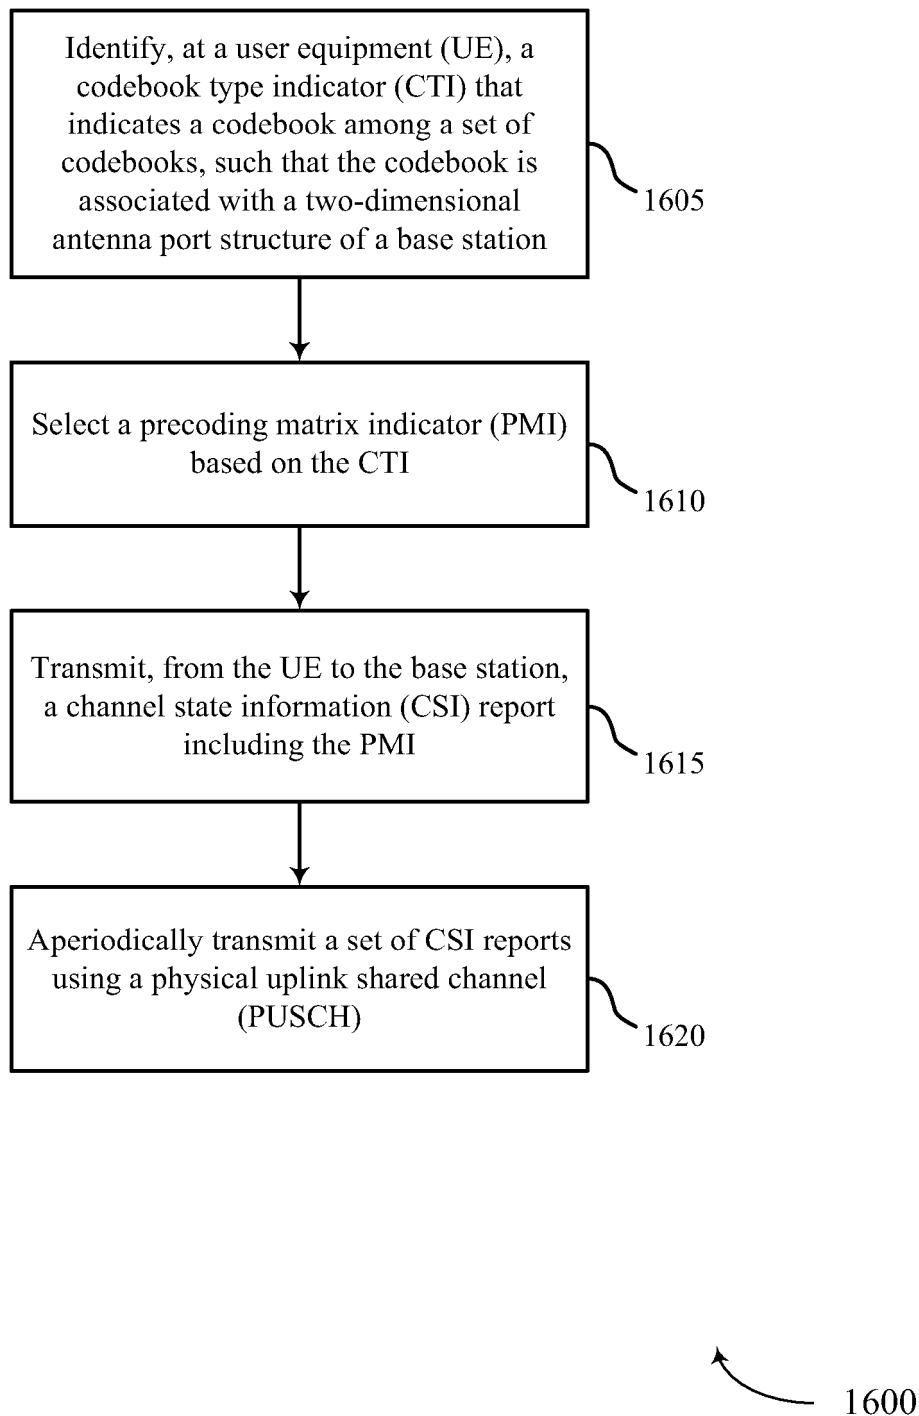 Identify, at a user equipment (UE), a
codebook type indicator (CTI) that
indicates a codebook among a set of
codebooks, such that the codebook is
associated with a two-dimensional
antenna port structure of a base station
1605
Select a precoding matrix indicator (PMI)
based on the CTI
1610
Transmit, from the UE to the base station,
a channel state information (CSI) report
including the PMI
1615
Aperiodically transmit a set of CSI reports
using a physical uplink shared channel
(PUSCH)
1620
1600